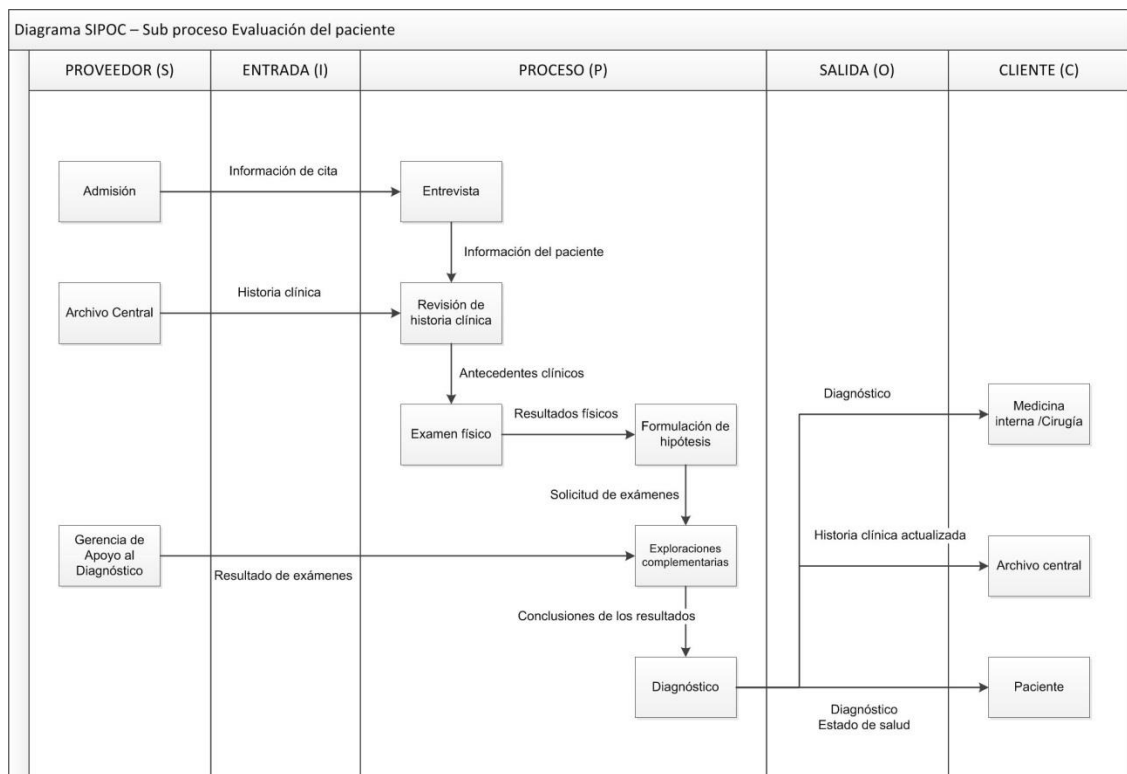 Diagrama SIPOC – Sub proceso Evaluación del paciente
PROVEEDOR (S)
ENTRADA (I)
PROCESO (P)
SALIDA (O)
CLIENTE (C)
Admisión
Información de cita
Entrevista
Información del paciente
Archivo Central
Historia clínica
Revisión de
historia clínica
Antecedentes clínicos
Examen físico
Resultados físicos
Formulación de
hipótesis
Diagnóstico
Medicina
interna /Cirugía
Solicitud de exámenes
Gerencia de
Apoyo al
Diagnóstico
Resultado de exámenes
Exploraciones
complementarias
Historia clínica actualizada
Archivo central
Conclusiones de los resultados
Diagnóstico
Diagnóstico
Estado de salud
Paciente